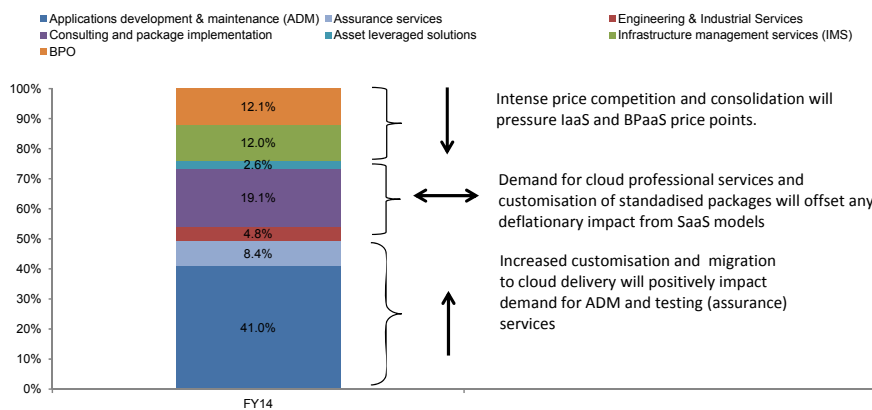 Applications development & maintenance (ADM)
Assurance services
Engineering & Industrial Services
Consulting and package implementation
Asset leveraged solutions
Infrastructure management services (IMS)
BPO
100%
90%
80%
70%
60%
50%
40%
30%
20%
10%
0%
12.1%
12.0%
2.6%
19.1%
4.8%
8.4%
41.0%
FY14
Intense price competition and consolidation will
pressure IaaS and BPaaS price points.
Demand for cloud professional services and
customisation of standadised packages will offset any
deflationary impact from SaaS models
Increased customisation and migration
to cloud delivery will positively impact
demand for ADM and testing (assurance)
services